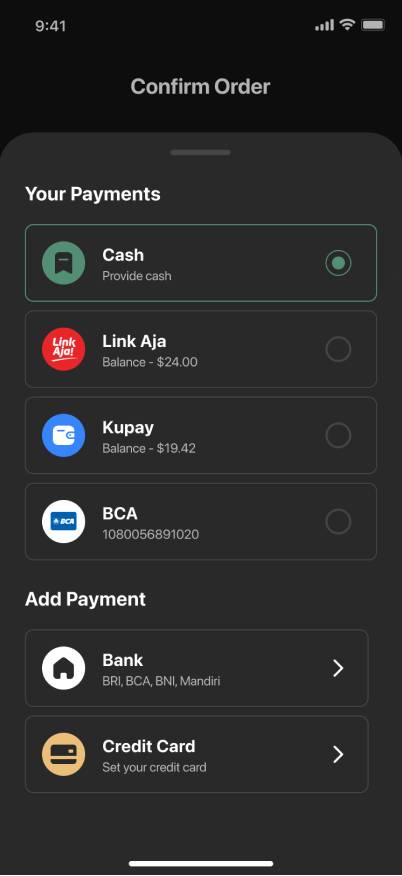 9:41
Confirm Order
Your Payments
Cash
Provide cash
Link
Aja!
Link Aja
Balance - $24.00
Kupay
Balance - $19.42
BCA
BCA
1080056891020
Add Payment
Bank
BRI, BCA, BNI, Mandiri
Credit Card
Set your credit card